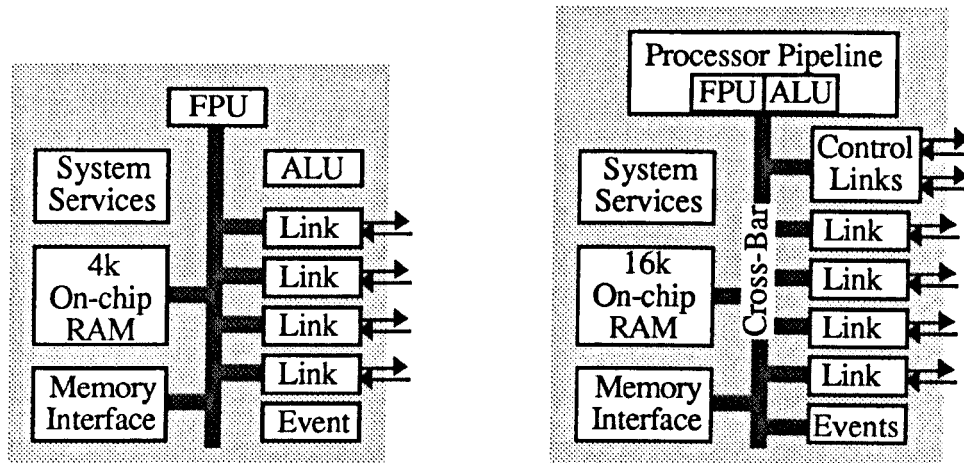 FPU
System
Services
ALU
Link
4k
On-chip
RAM
Link
Link
Link
Memory
Interface
Event
Processor Pipeline
FPU ALU
Control
Links
System
Services
Cross-Bar
Link
16k
On-chip
RAM
Link
Link
Link
Memory
Interface
Events